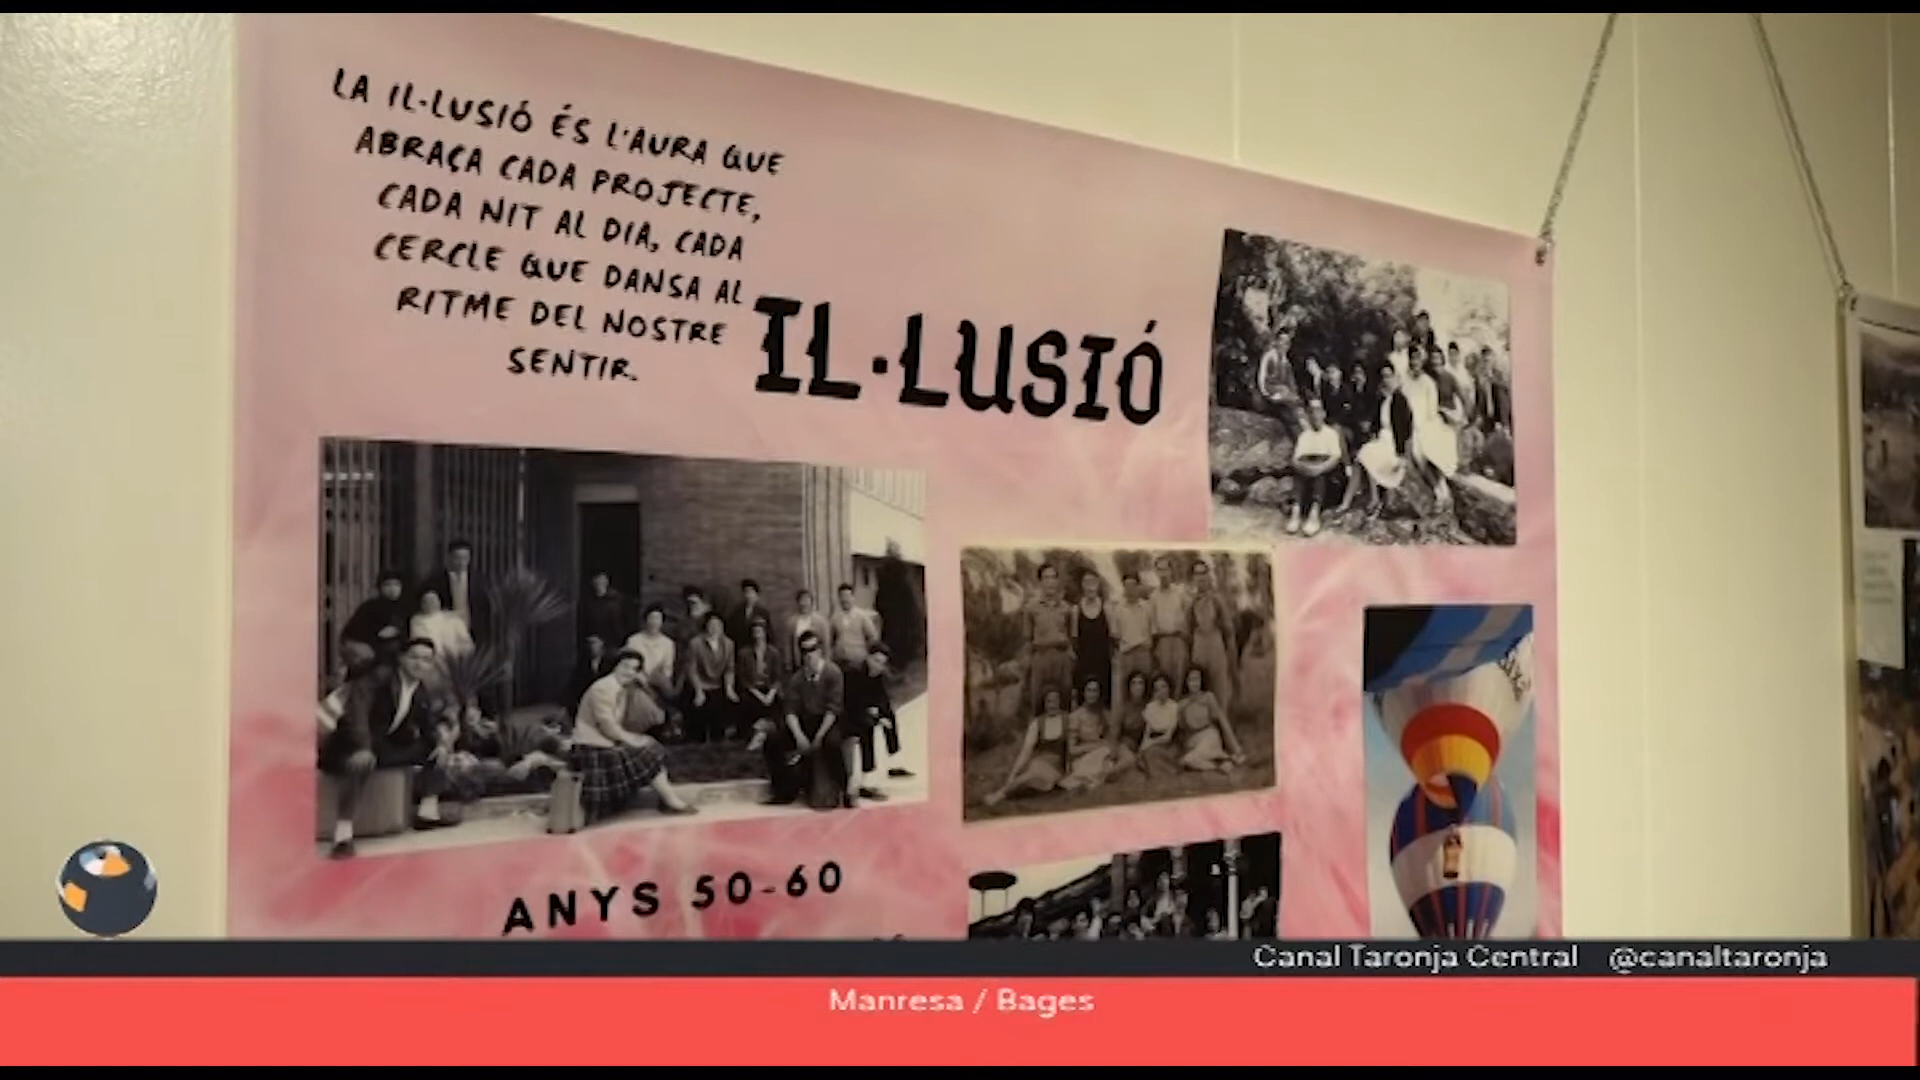 LA IL·LUSIÓ ÉS L'AURA QUE
ABRAÇA CADA PROJECTE,
CADA NIT AL DIA, CADA
CERCLE QUE DANSA AL
RITME DEL NOSTRE
SENTIR.
IL·LUSIÓ
ANYS 50-60
Canal Taronja Central @canaltaronja
Manresa / Bages